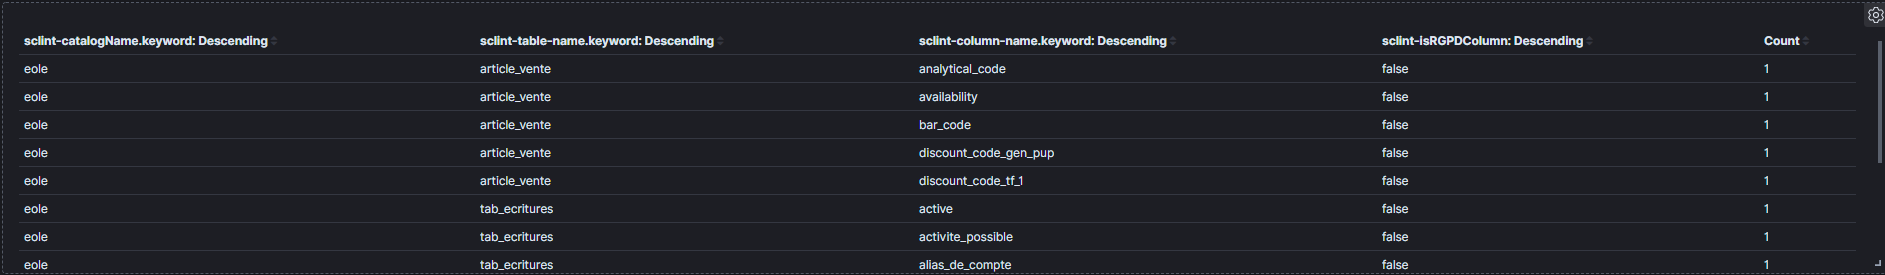 sclint-catalogName.keyword: Descending sclint-table-name.keyword: Descending sclint-column-name.keyword: Descending sclint-isRGPDColumn: Descending Count
eole article_vente analytical_code false 1
eole article_vente availability false 1
eole article_vente bar_code false 1
eole article_vente discount_code_gen_pup false 1
eole article_vente discount_code_tf_1 false 1
eole tab_ecritures active false 1
eole tab_ecritures activite_possible false 1
eole tab_ecritures alias_de_compte false 1